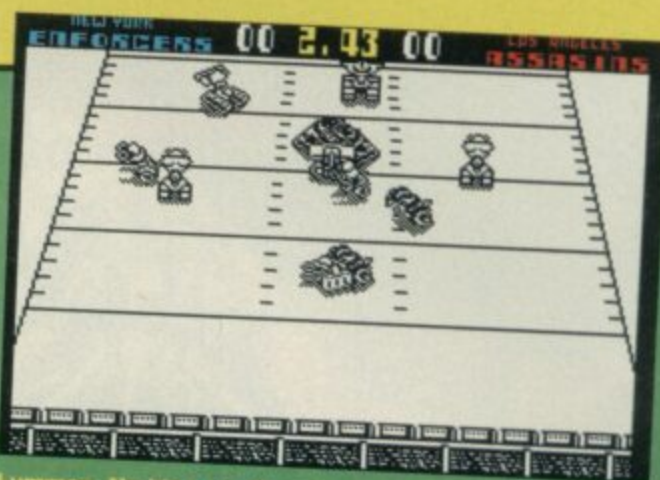 NEW YORK
ENFORCERS
00 2.43 00
LOS ANGELES
ASSASINS